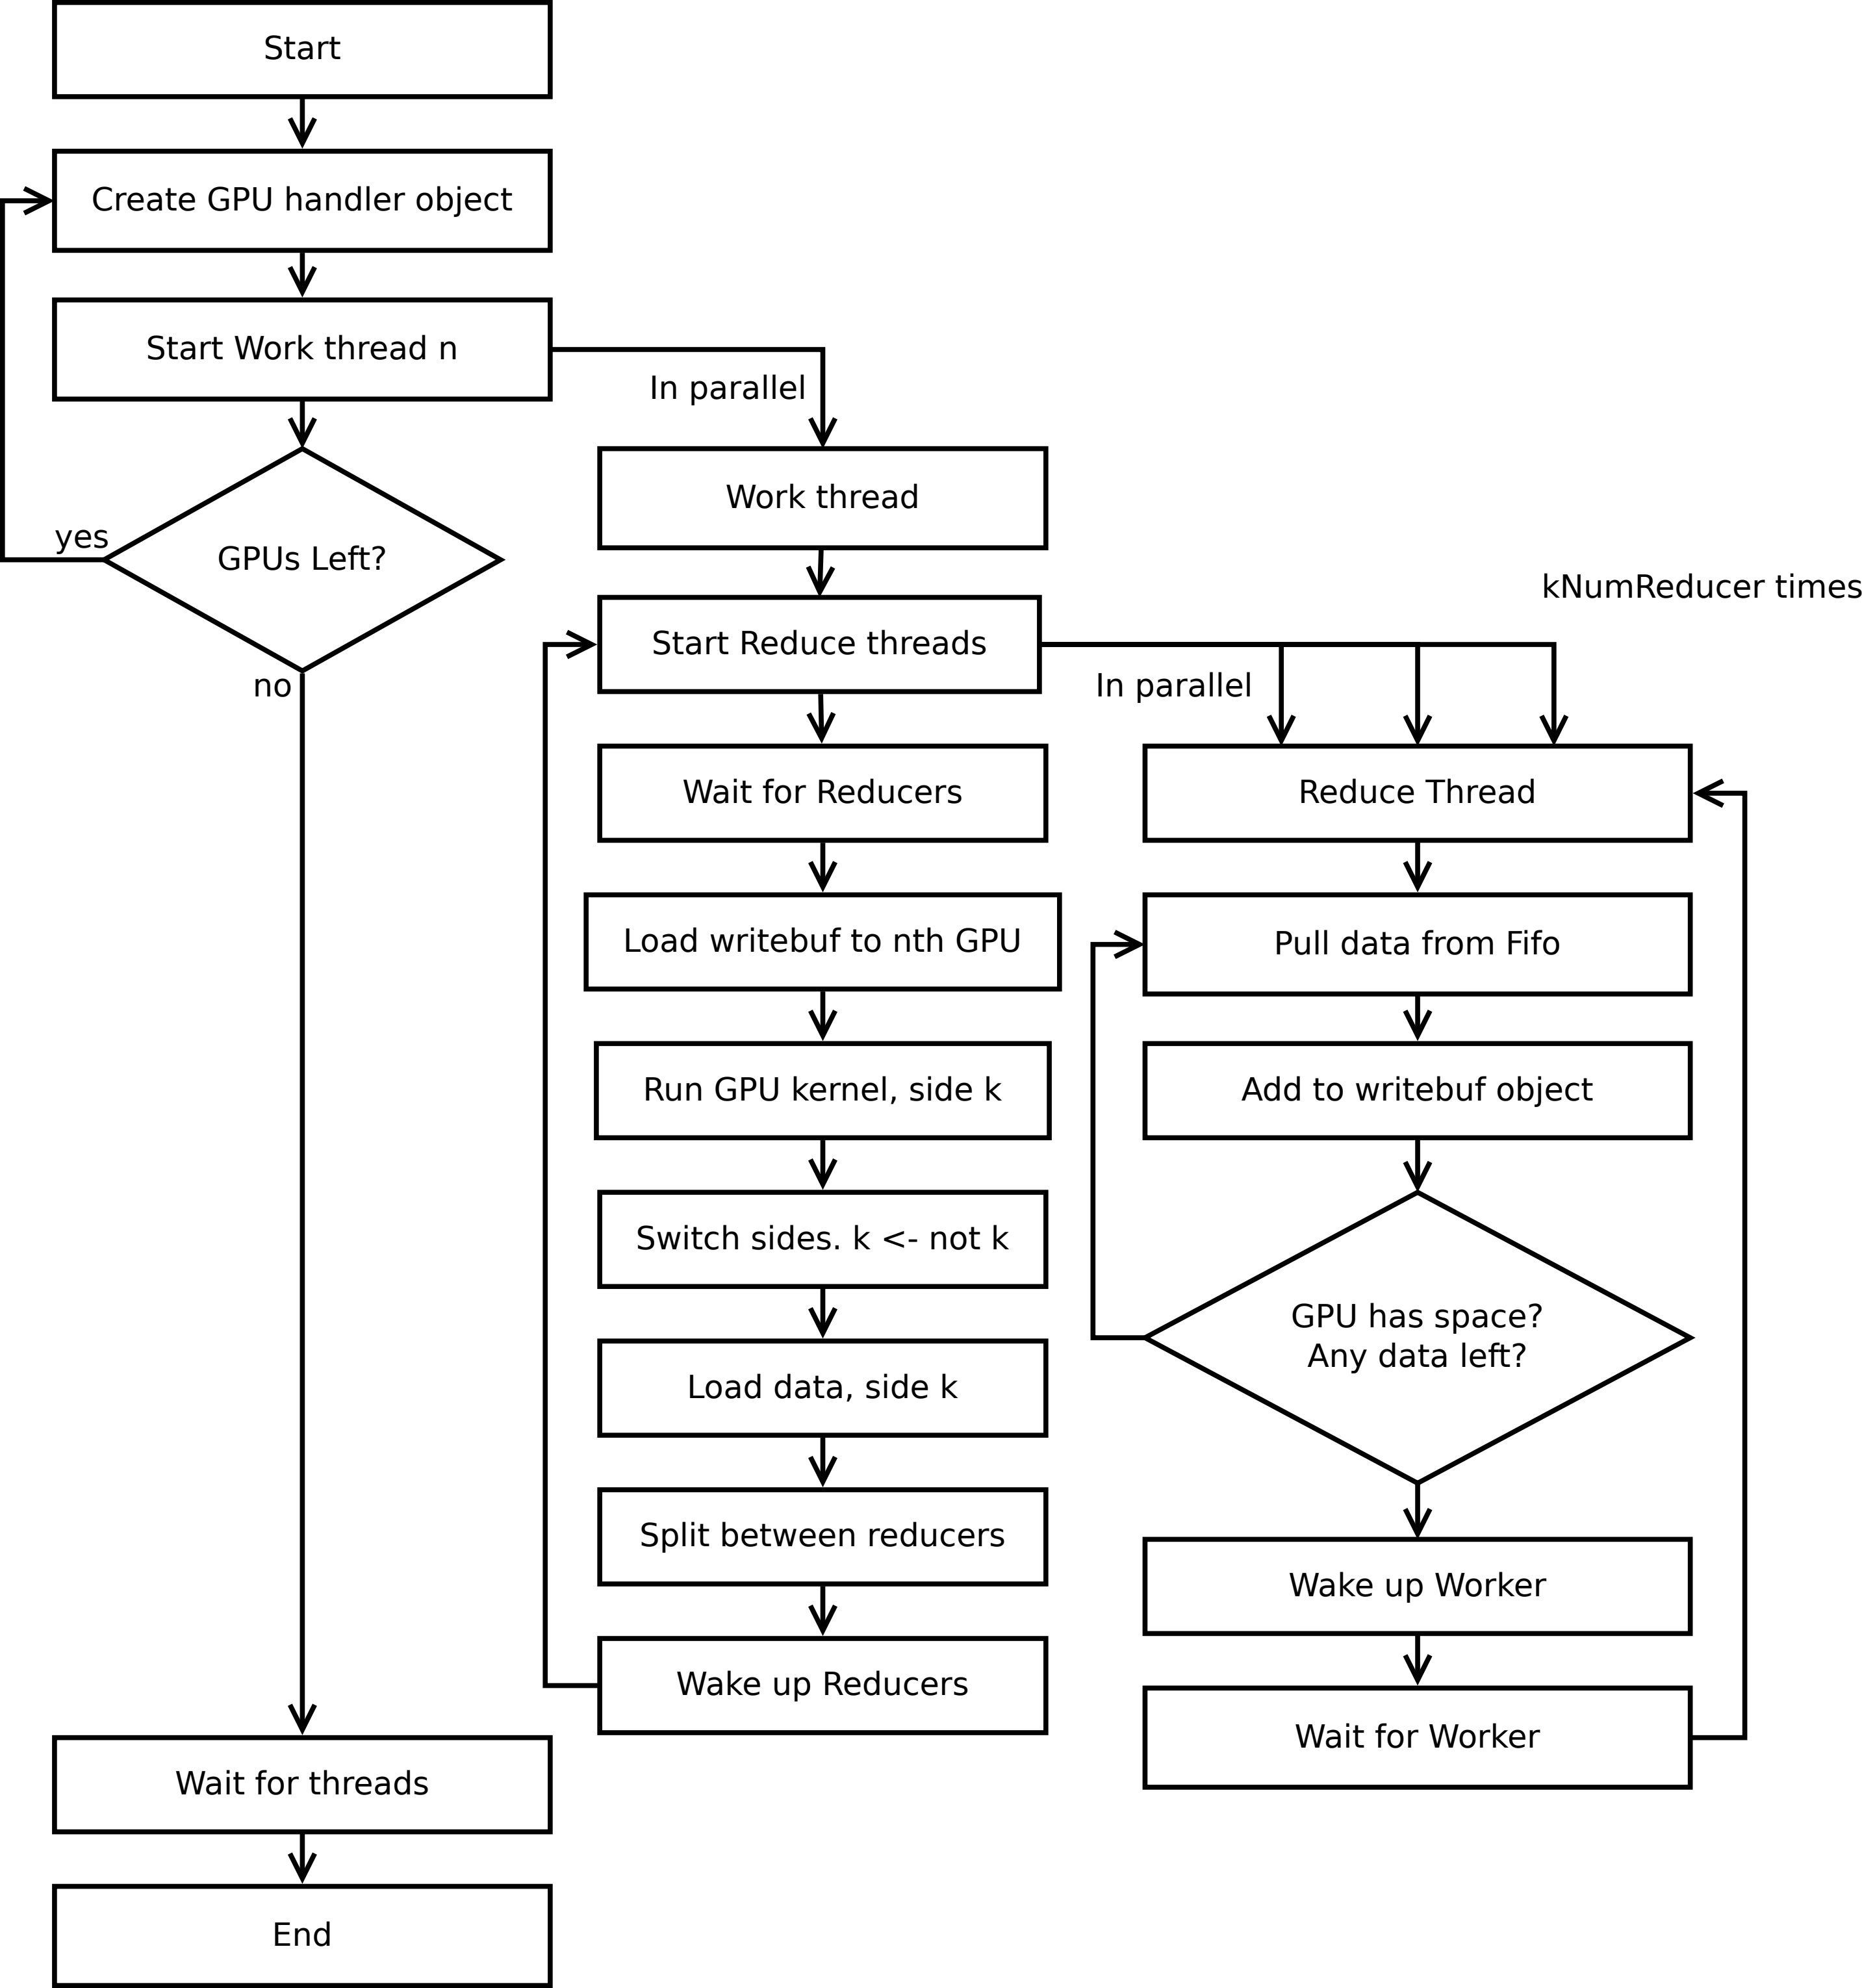 Start
Create GPU handler object
Start Work thread n
In parallel
GPUs Left?
yes
no
Wait for threads
End
Work thread
Start Reduce threads
In parallel
kNumReducer times
Wait for Reducers
Load writebuf to nth GPU
Run GPU kernel, side k
Switch sides. k <- not k
Load data, side k
Split between reducers
Wake up Reducers
Reduce Thread
Pull data from Fifo
Add to writebuf object
GPU has space?
Any data left?
Wake up Worker
Wait for Worker